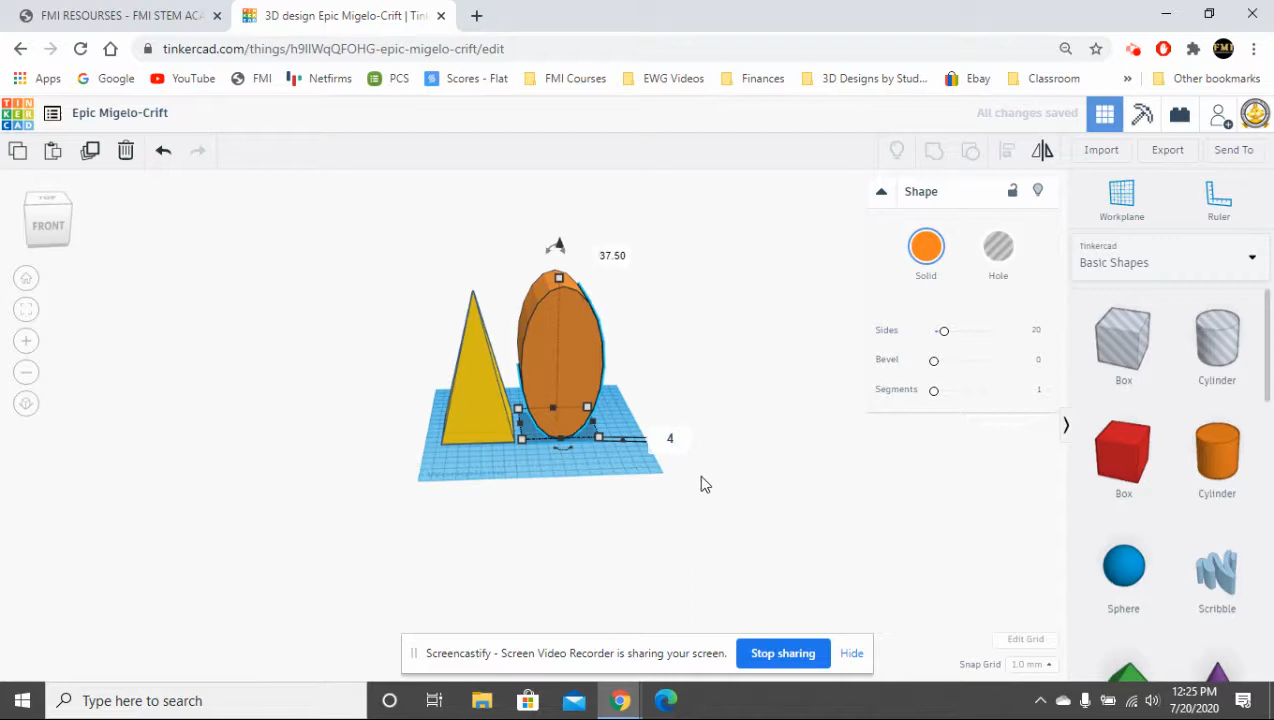 FMI RESOURSES - FMI STEM ACA
3D design Epic Migelo-Crift | Tin
tinkercad.com/things/h9IIWqQFOHG-epic-migelo-crift/edit
Apps Google YouTube FMI Netfirms PCS Scores - Flat FMI Courses EWG Videos Finances 3D Designs by Stud... Ebay Classroom » Other bookmarks
TIN KER CAD
Epic Migelo-Crift
All changes saved
Import Export Send To
TOP
FRONT
Shape
Solid Hole
Sides 20
Bevel 0
Segments 1
37.50
4
Workplane Ruler
Tinkercad
Basic Shapes
Box Cylinder
Box Cylinder
Sphere Scribble
Edit Grid
Snap Grid 1.0 mm
Screencastify - Screen Video Recorder is sharing your screen. Stop sharing Hide
Type here to search
12:25 PM
7/20/2020